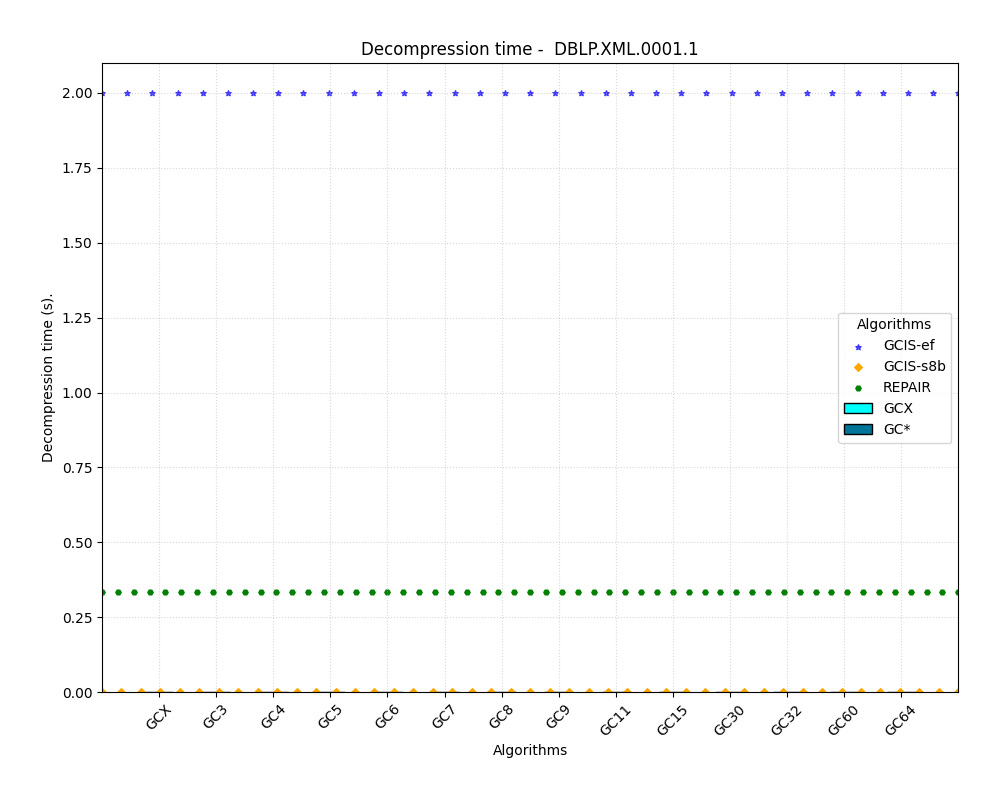 Decompression time -  DBLP.XML.0001.1
Decompression time (s).
2.00
1.75
1.50
1.25
1.00
0.75
0.50
0.25
0.00
Algorithms
GCIS-ef
GCIS-s8b
REPAIR
GCX
GC*
GCX
GC3
GC4
GC5
GC6
GC7
GC8
GC9
GC11
GC15
GC30
GC32
GC60
GC64
Algorithms